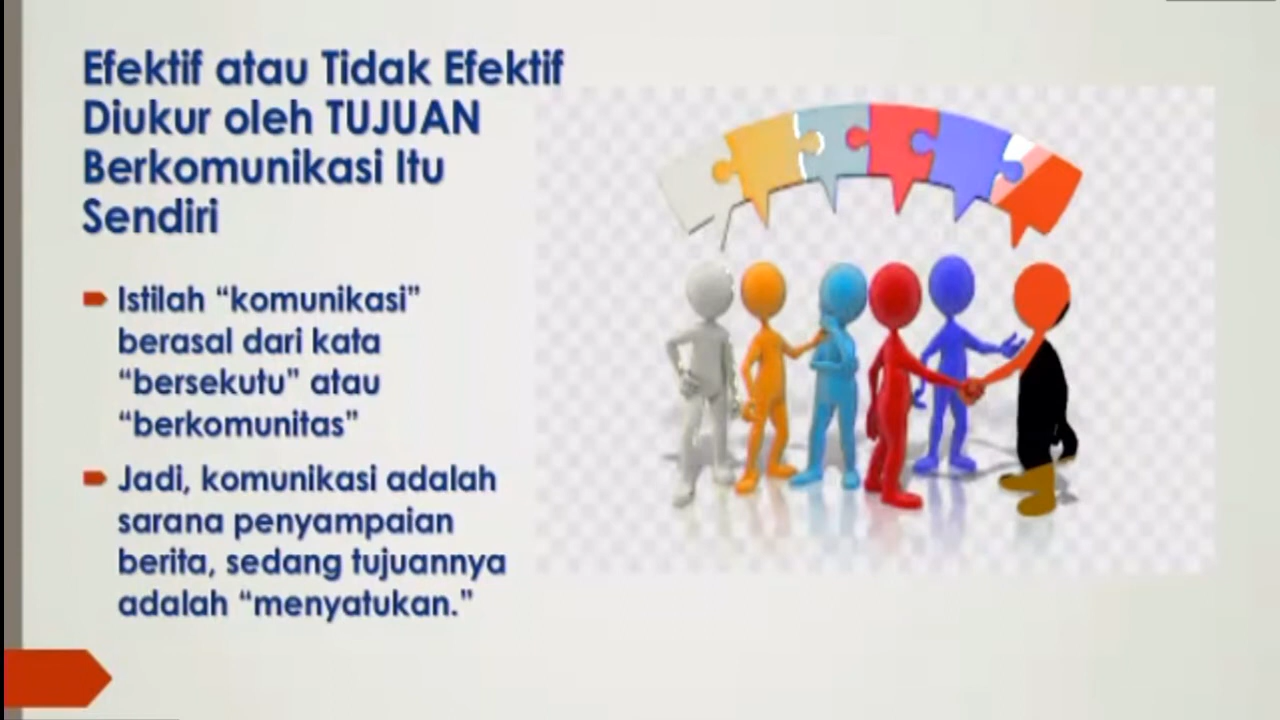 Efektif atau Tidak Efektif
Diukur oleh TUJUAN
Berkomunikasi Itu
Sendiri
Istilah “komunikasi”
berasal dari kata
“bersekutu” atau
“berkomunitas”
Jadi, komunikasi adalah
sarana penyampaian
berita, sedang tujuannya
adalah “menyatukan.”